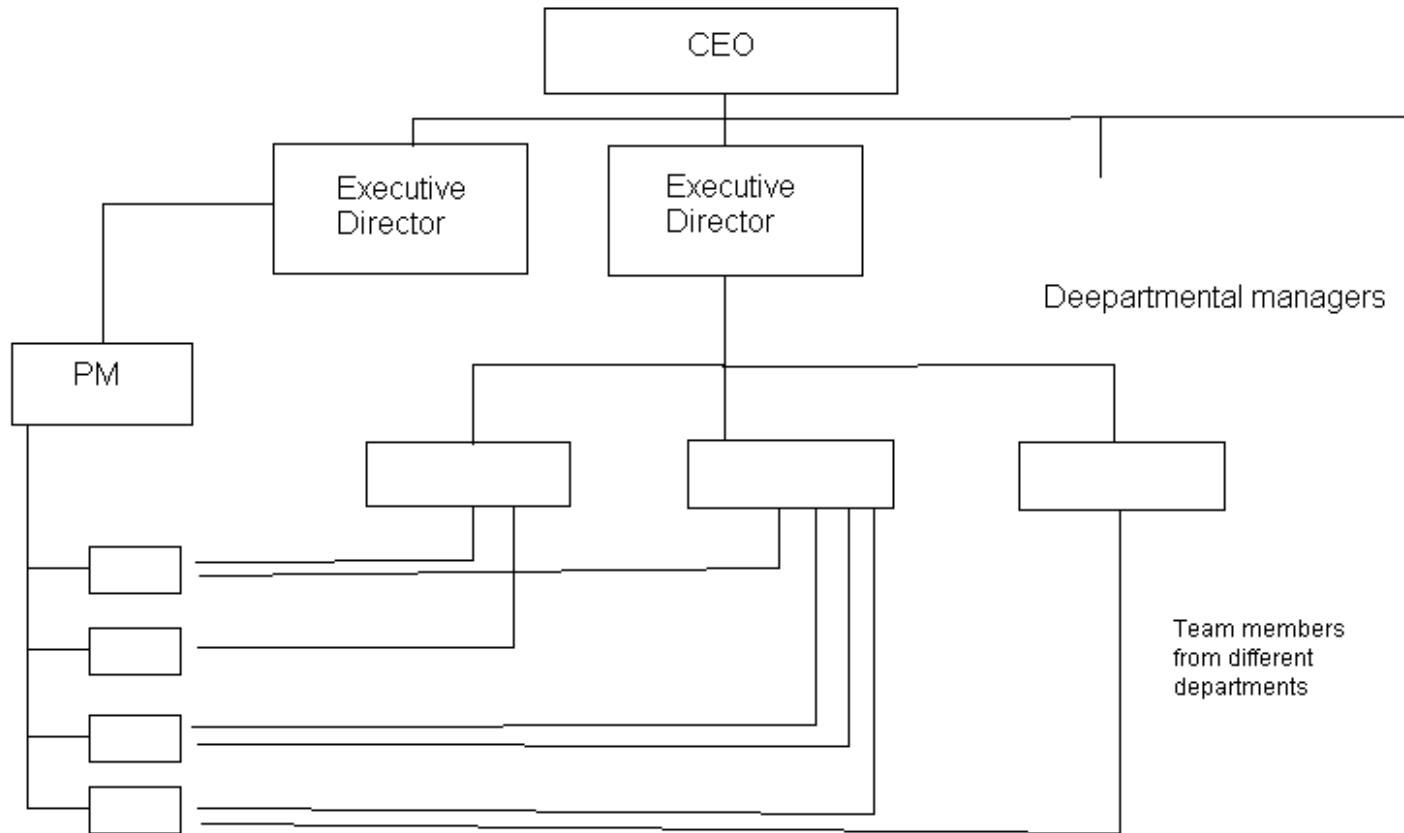 CEO
Executive
Director
Executive
Director
Deepartmental managers
PM
Team members
from different
departments